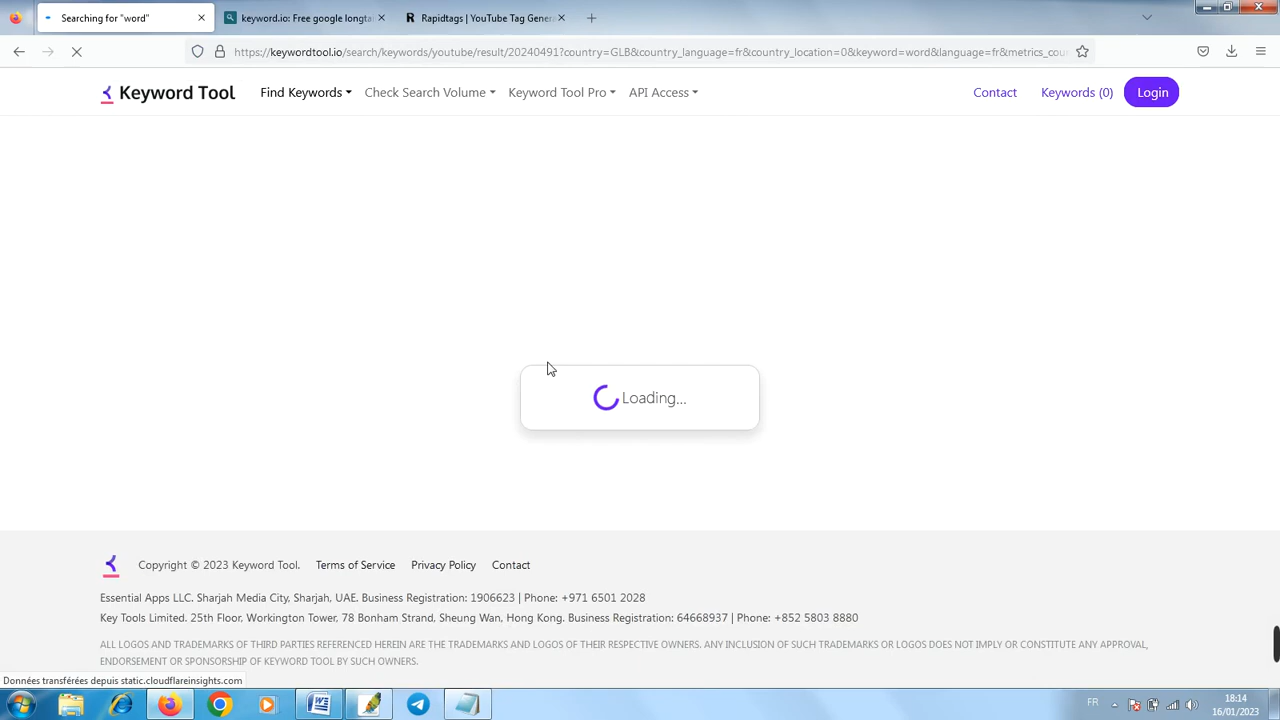 Searching for "word"
keyword.io: Free google longta
Rapidtags | YouTube Tag Genera
https://keywordtool.io/search/keywords/youtube/result/20240491?country=GLB&country_language=fr&country_location=0&keyword=word&language=fr&metrics_cou
Keyword Tool
Find Keywords
Check Search Volume
Keyword Tool Pro
API Access
Contact
Keywords (0)
Login
Loading...
Copyright © 2023 Keyword Tool.
Terms of Service
Privacy Policy
Contact
Essential Apps LLC. Sharjah Media City, Sharjah, UAE. Business Registration: 1906623 | Phone: +971 6501 2028
Key Tools Limited. 25th Floor, Workington Tower, 78 Bonham Strand, Sheung Wan, Hong Kong. Business Registration: 64668937 | Phone: +852 5803 8880
ALL LOGOS AND TRADEMARKS OF THIRD PARTIES REFERENCED HEREIN ARE THE TRADEMARKS AND LOGOS OF THEIR RESPECTIVE OWNERS. ANY INCLUSION OF SUCH TRADEMARKS OR LOGOS DOES NOT IMPLY OR CONSTITUTE ANY APPROVAL,
ENDORSEMENT OR SPONSORSHIP OF KEYWORD TOOL BY SUCH OWNERS.
Données transférées depuis static.cloudflareinsights.com
FR
18:14
16/01/2023